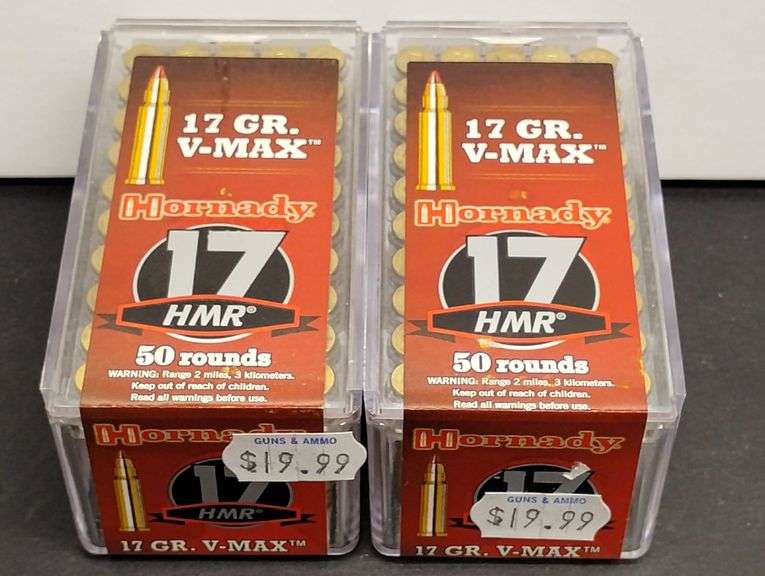 17 GR.
V-MAX™
Hornady
17
HMR®
50 rounds
WARNING: Range 2 miles, 3 kilometers.
Keep out of reach of children.
Read all warnings before use.
Hornady
GUNS & AMMO
$19.99
17
HMR®
17 GR. V-MAX™
17 GR.
V-MAX™
Hornady
17
HMR®
50 rounds
WARNING: Range 2 miles, 3 kilometers.
Keep out of reach of children.
Read all warnings before use.
Hornady
17
GUNS & AMMO
$19.99
17 GR. V-MAX™